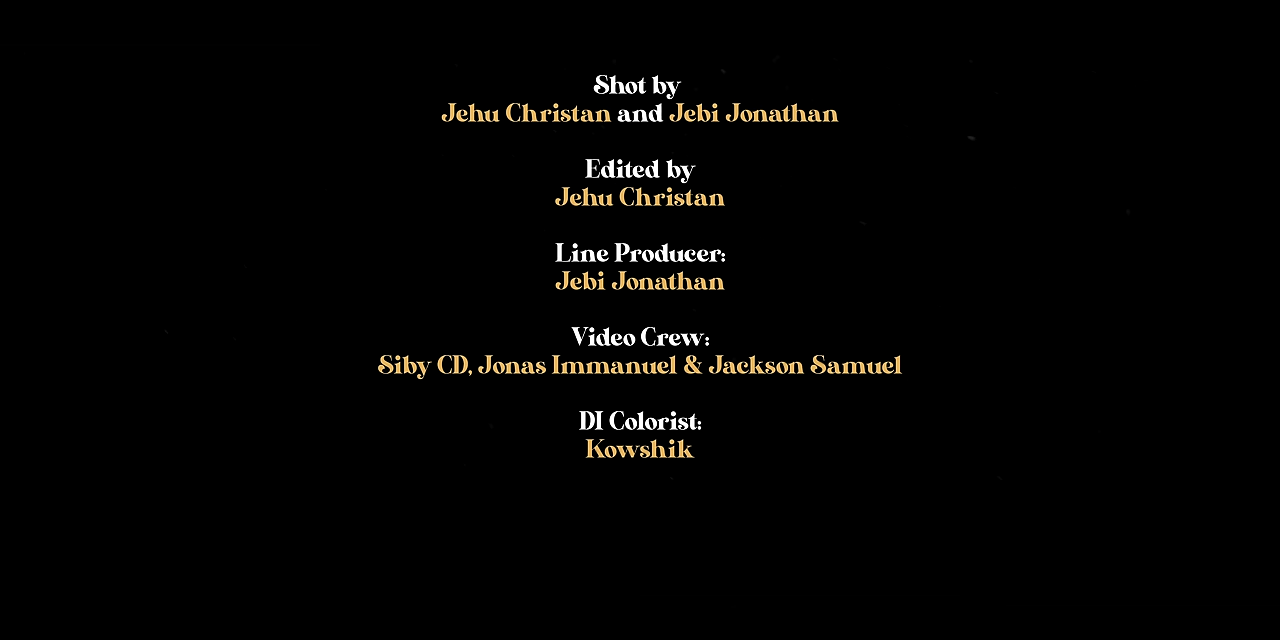 Shot by
Jehu Christan and Jebi Jonathan
Edited by
Jehu Christan
Line Producer:
Jebi Jonathan
Video Crew:
Siby CD, Jonas Immanuel & Jackson Samuel
DI Colorist:
Kowshik